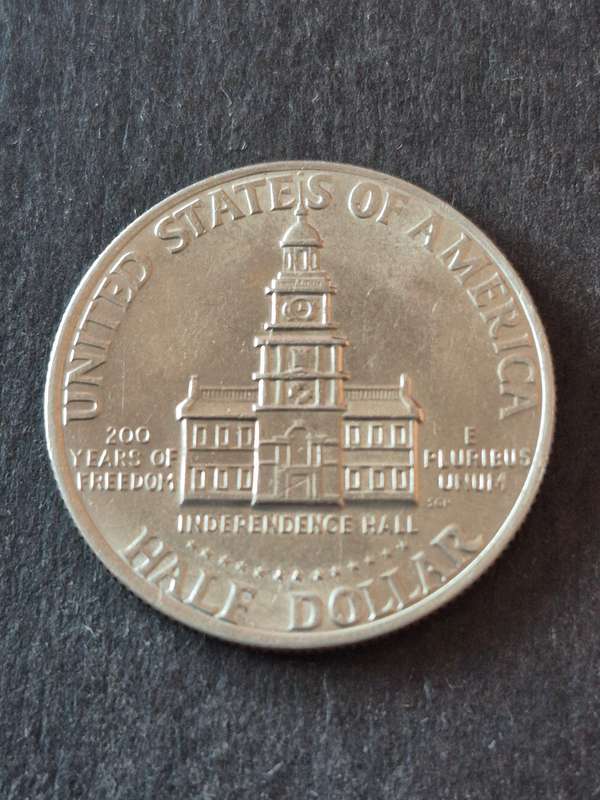 UNITED STATES OF AMERICA
200
YEARS OF
FREEDOM
E
PLURIBUS
UNUM
INDEPENDENCE HALL
HALF DOLLAR